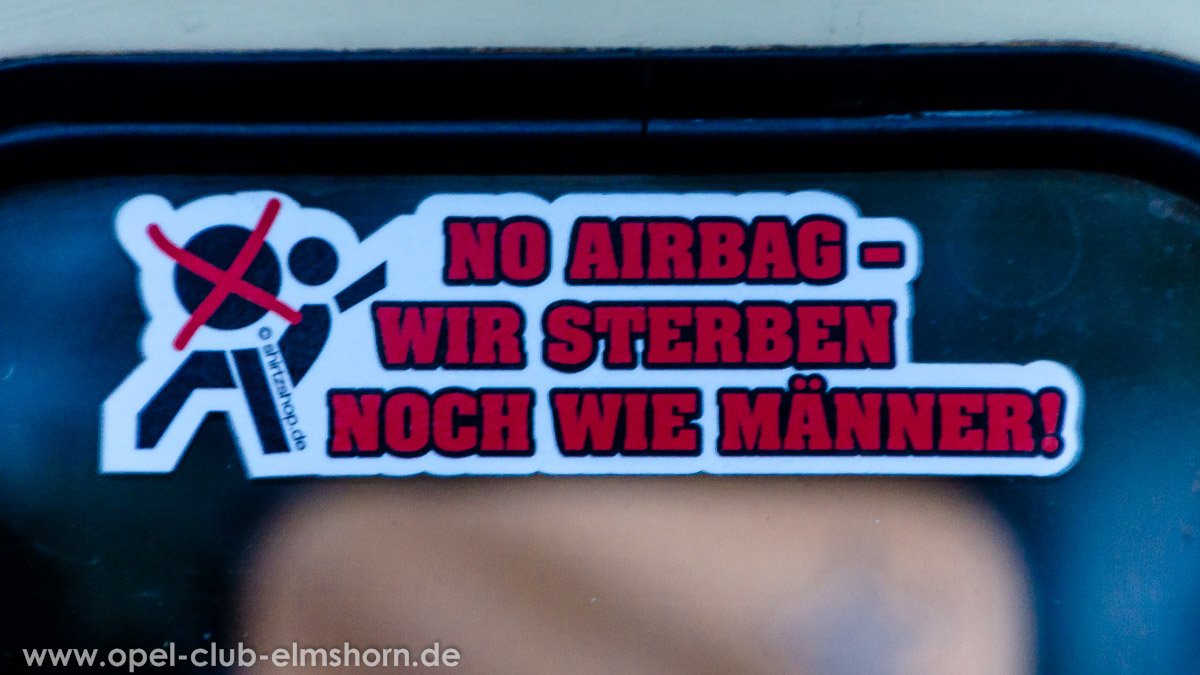 NO AIRBAG -
WIR STERBEN
NOCH WIE MÄNNER!
© shirtzshop.de
www.opel-club-elmshorn.de